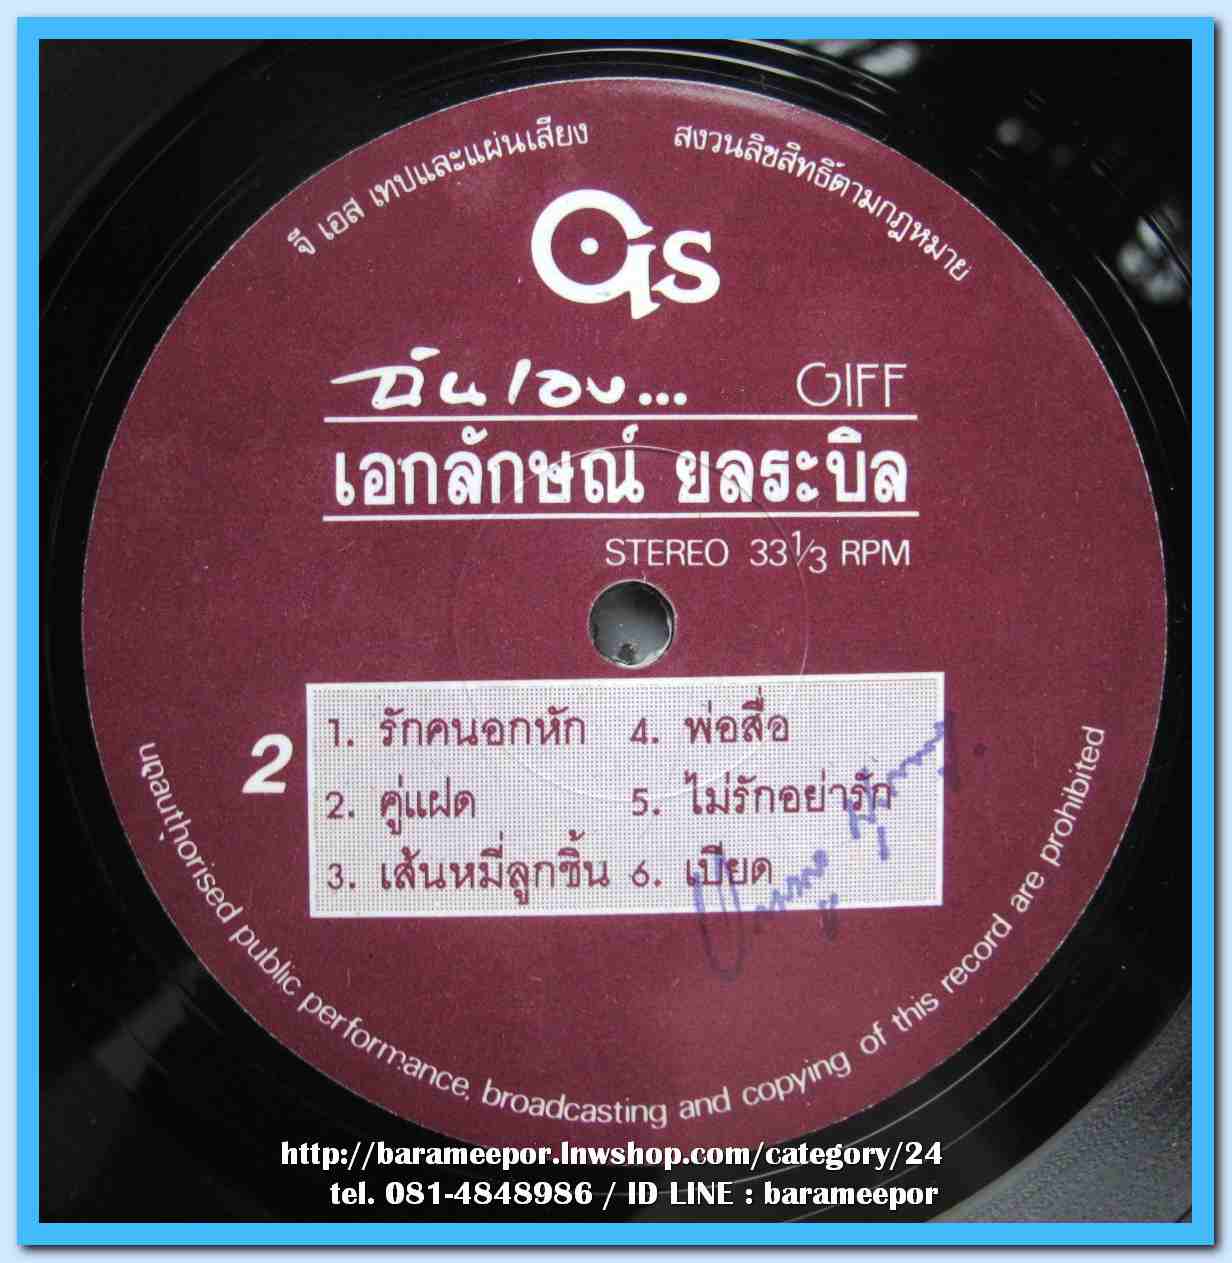 จี เอส เทปและแผ่นเสียง สงวนลิขสิทธิ์ตามกฎหมาย
GS
ฉันเอง... GIFF
เอกลักษณ์ ยลระบิล
STEREO 33 1/3 RPM
2
1. รักคนอกหัก 4. พ่อสื่อ
2. คู่แฝด 5. ไม่รักอย่ารัก
3. เส้นหมี่ลูกชิ้น 6. เบียด
unauthorised public performance, broadcasting and copying of this record are prohibited
http://barameepor.lnwshop.com/category/24
tel. 081-4848986 / ID LINE : barameepor